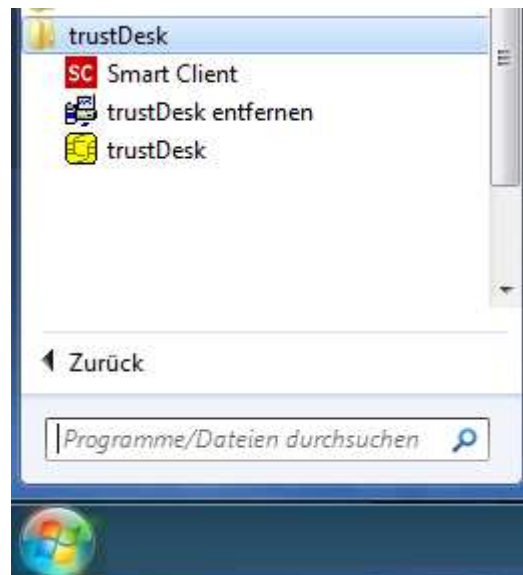 trustDesk
SC Smart Client
trustDesk entfernen
trustDesk
Zurück
Programme/Dateien durchsuchen